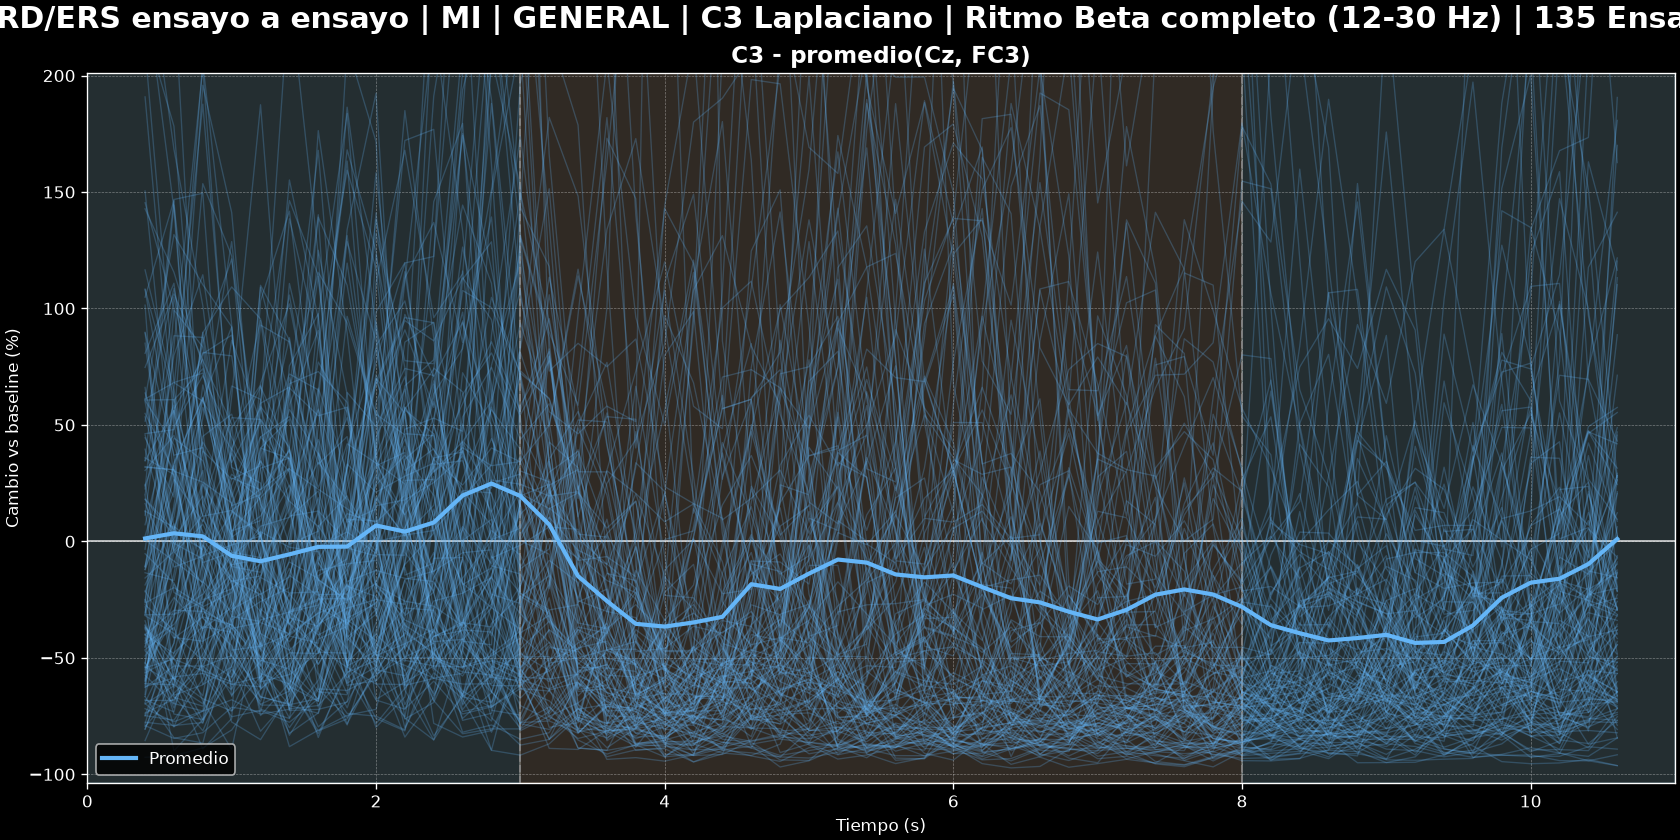 RD/ERS ensayo a ensayo | MI | GENERAL | C3 Laplaciano | Ritmo Beta completo (12-30 Hz) | 135 Ensa
C3 - promedio(Cz, FC3)
Cambio vs baseline (%)
200
150
100
50
0
−50
−100
Promedio
0 2 4 6 8 10
Tiempo (s)